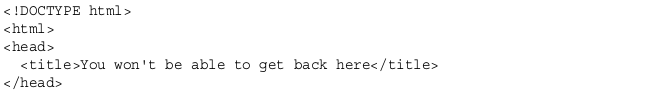 <!DOCTYPE html>
<html>
<head>
  <title>You won't be able to get back here</title>
</head>